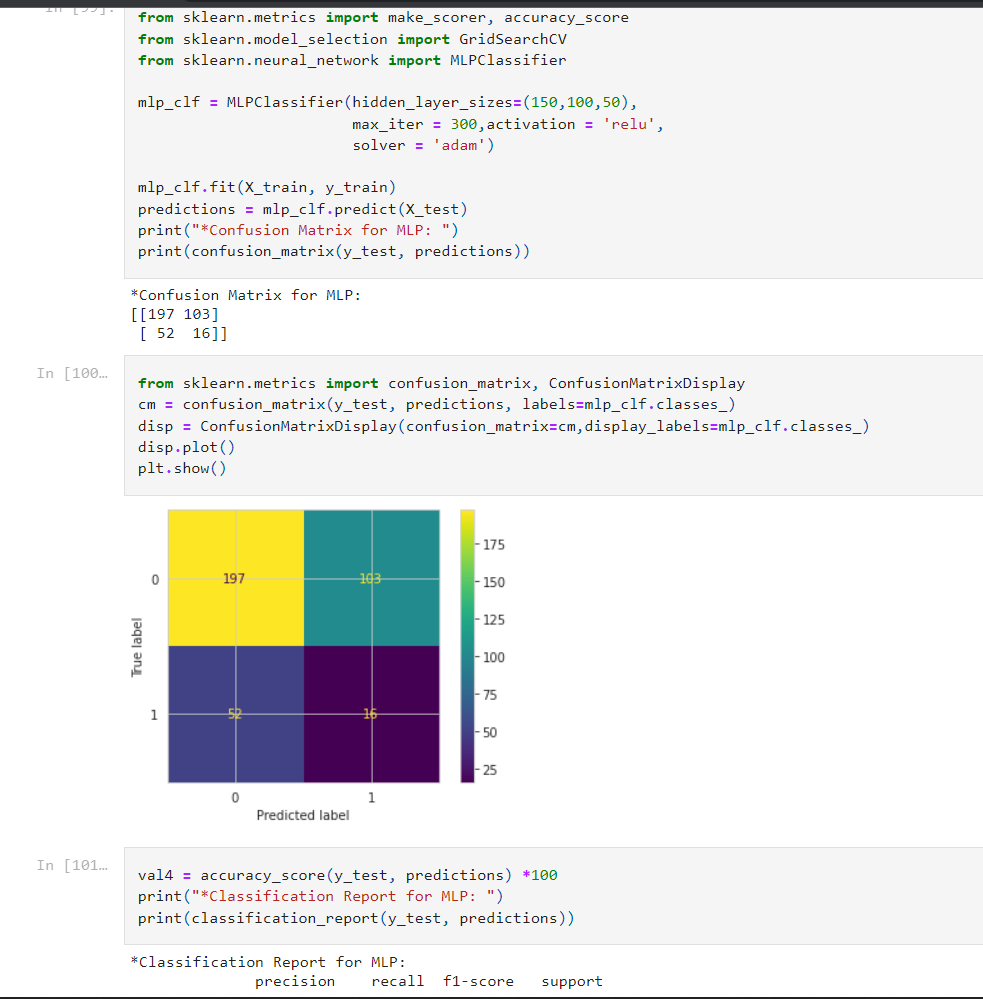 In [99]:
from sklearn.metrics import make_scorer, accuracy_score
from sklearn.model_selection import GridSearchCV
from sklearn.neural_network import MLPClassifier
mlp_clf = MLPClassifier(hidden_layer_sizes=(150,100,50),
max_iter = 300,activation = 'relu',
solver = 'adam')
mlp_clf.fit(X_train, y_train)
predictions = mlp_clf.predict(X_test)
print("*Confusion Matrix for MLP: ")
print(confusion_matrix(y_test, predictions))
*Confusion Matrix for MLP:
[[197 103]
[ 52  16]]
In [100…
from sklearn.metrics import confusion_matrix, ConfusionMatrixDisplay
cm = confusion_matrix(y_test, predictions, labels=mlp_clf.classes_)
disp = ConfusionMatrixDisplay(confusion_matrix=cm,display_labels=mlp_clf.classes_)
disp.plot()
plt.show()
175
150
125
100
75
50
25
True label
0 197 103
1 52 16
0 1
Predicted label
In [101…
val4 = accuracy_score(y_test, predictions) *100
print("*Classification Report for MLP: ")
print(classification_report(y_test, predictions))
*Classification Report for MLP:
precision recall f1-score support